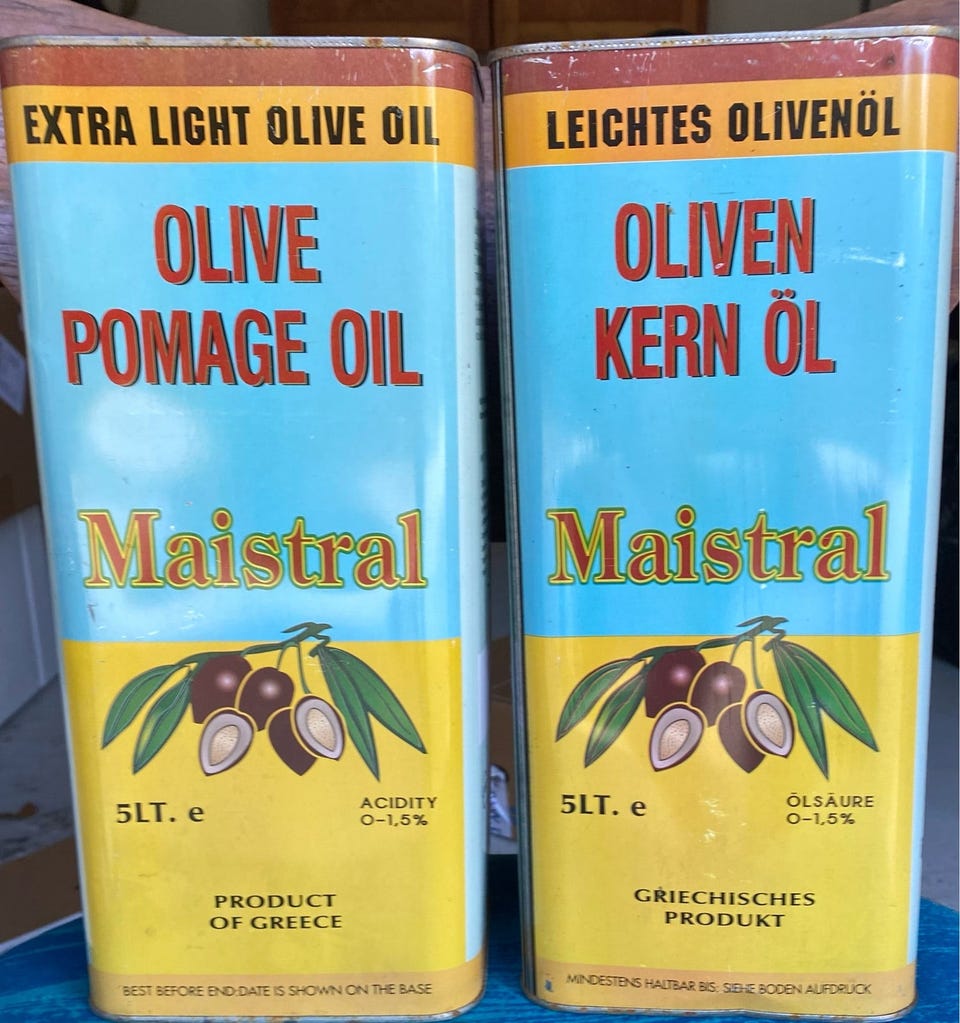 EXTRA LIGHT OLIVE OIL
OLIVE
POMAGE OIL
Maistral
5LT. e
ACIDITY
0–1,5%
PRODUCT
OF GREECE
BEST BEFORE END:DATE IS SHOWN ON THE BASE
LEICHTES OLIVENÖL
OLIVEN
KERN ÖL
Maistral
5LT. e
ÖLSÄURE
0–1,5%
GRIECHISCHES
PRODUKT
MINDESTENS HALTBAR BIS: SIEHE BODEN AUFDRUCK